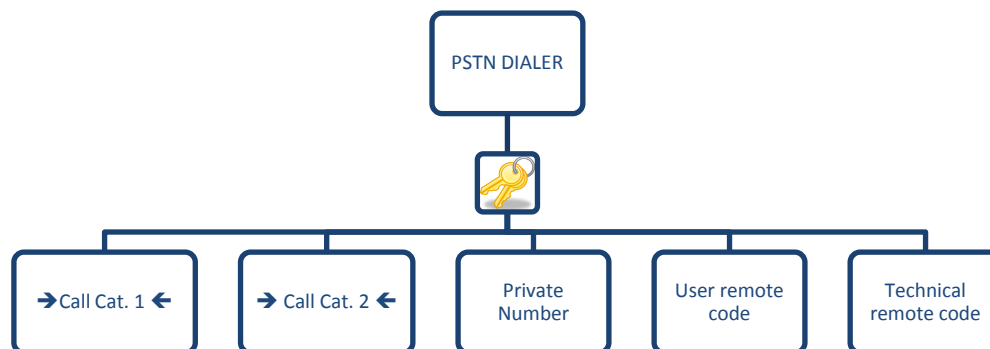 PSTN DIALER
➔Call Cat. 1 🡸
➔ Call Cat. 2 🡸
Private
Number
User remote
code
Technical
remote code